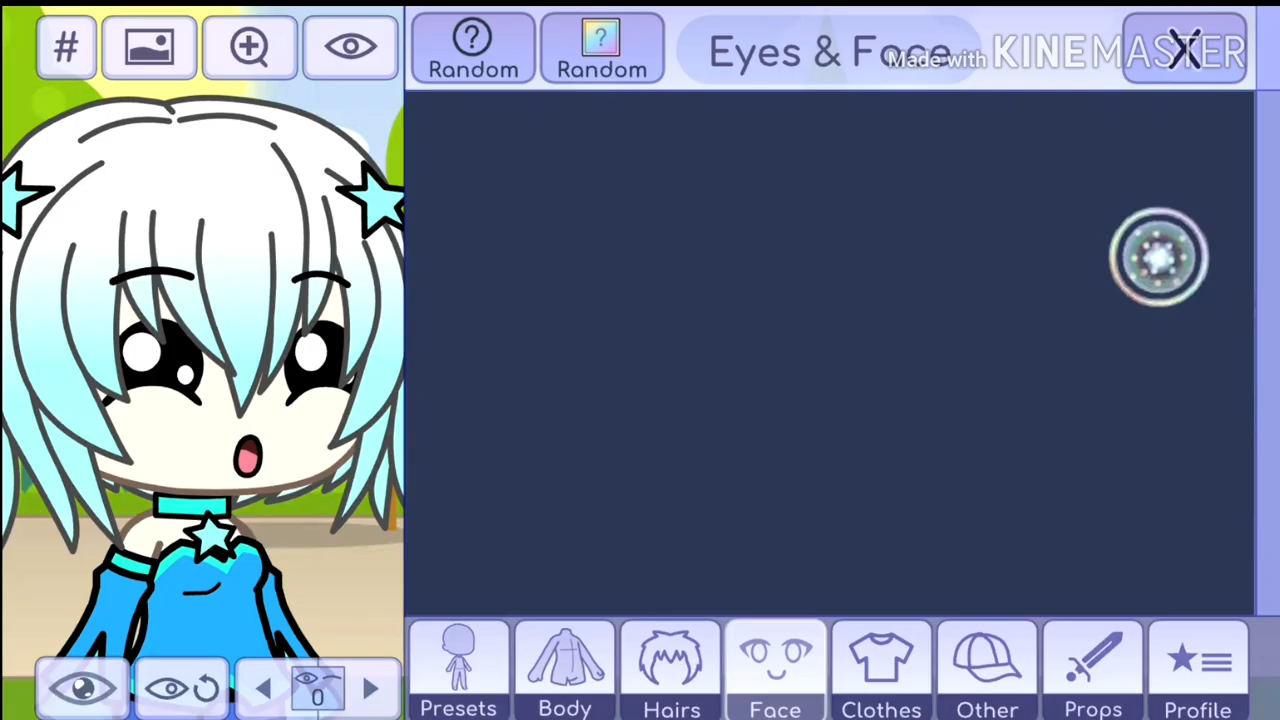 #
?
Random
?
Random
Eyes & Face
Made with KINEMASTER
X
0
Presets
Body
Hairs
Face
Clothes
Other
Props
Profile